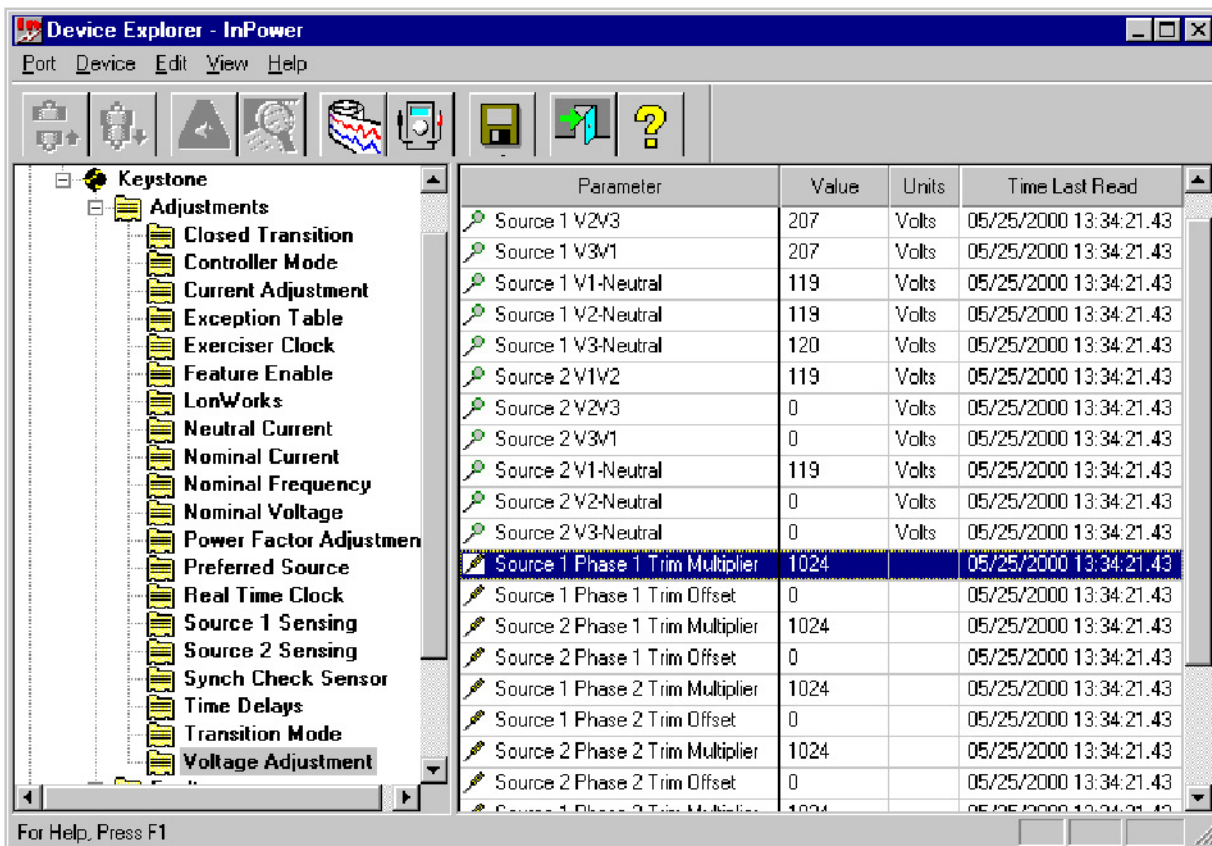 Device Explorer - InPower
Port Device Edit View Help
Keystone
Adjustments
Closed Transition
Controller Mode
Current Adjustment
Exception Table
Exerciser Clock
Feature Enable
LonWorks
Neutral Current
Nominal Current
Nominal Frequency
Nominal Voltage
Power Factor Adjustmen
Preferred Source
Real Time Clock
Source 1 Sensing
Source 2 Sensing
Synch Check Sensor
Time Delays
Transition Mode
Voltage Adjustment
Parameter Value Units Time Last Read
Source 1 V2V3 207 Volts 05/25/2000 13:34:21.43
Source 1 V3V1 207 Volts 05/25/2000 13:34:21.43
Source 1 V1-Neutral 119 Volts 05/25/2000 13:34:21.43
Source 1 V2-Neutral 119 Volts 05/25/2000 13:34:21.43
Source 1 V3-Neutral 120 Volts 05/25/2000 13:34:21.43
Source 2 V1V2 119 Volts 05/25/2000 13:34:21.43
Source 2 V2V3 0 Volts 05/25/2000 13:34:21.43
Source 2 V3V1 0 Volts 05/25/2000 13:34:21.43
Source 2 V1-Neutral 119 Volts 05/25/2000 13:34:21.43
Source 2 V2-Neutral 0 Volts 05/25/2000 13:34:21.43
Source 2 V3-Neutral 0 Volts 05/25/2000 13:34:21.43
Source 1 Phase 1 Trim Multiplier 1024 05/25/2000 13:34:21.43
Source 1 Phase 1 Trim Offset 0 05/25/2000 13:34:21.43
Source 2 Phase 1 Trim Multiplier 1024 05/25/2000 13:34:21.43
Source 2 Phase 1 Trim Offset 0 05/25/2000 13:34:21.43
Source 1 Phase 2 Trim Multiplier 1024 05/25/2000 13:34:21.43
Source 1 Phase 2 Trim Offset 0 05/25/2000 13:34:21.43
Source 2 Phase 2 Trim Multiplier 1024 05/25/2000 13:34:21.43
Source 2 Phase 2 Trim Offset 0 05/25/2000 13:34:21.43
For Help, Press F1